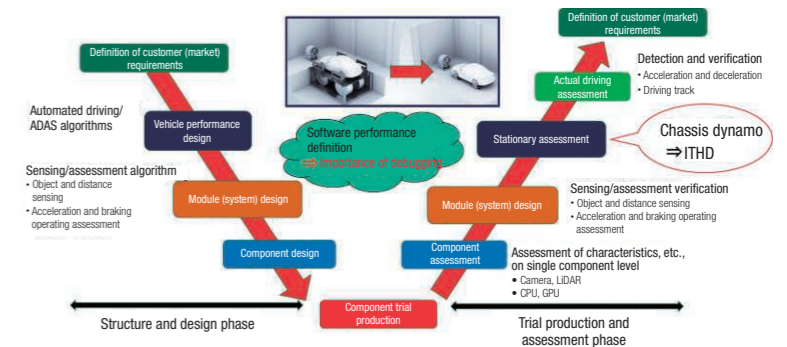 Definition of customer (market)
requirements
Automated driving/
ADAS algorithms
Vehicle performance
design
Sensing/assessment algorithm
• Object and distance
sensing
• Acceleration and braking
operating assessment
Module (system) design
Component design
Structure and design phase
Component trial
production
Software performance
definition
⇒ Importance of debugging
Definition of customer (market)
requirements
Actual driving
assessment
Detection and verification
• Acceleration and deceleration
• Driving track
Stationary assessment
Chassis dynamo
⇒ITHD
Module (system) design
Sensing/assessment verification
• Object and distance sensing
• Acceleration and braking operating
assessment
Component
assessment
Assessment of characteristics, etc.,
on single component level
• Camera, LiDAR
• CPU, GPU
Trial production and
assessment phase